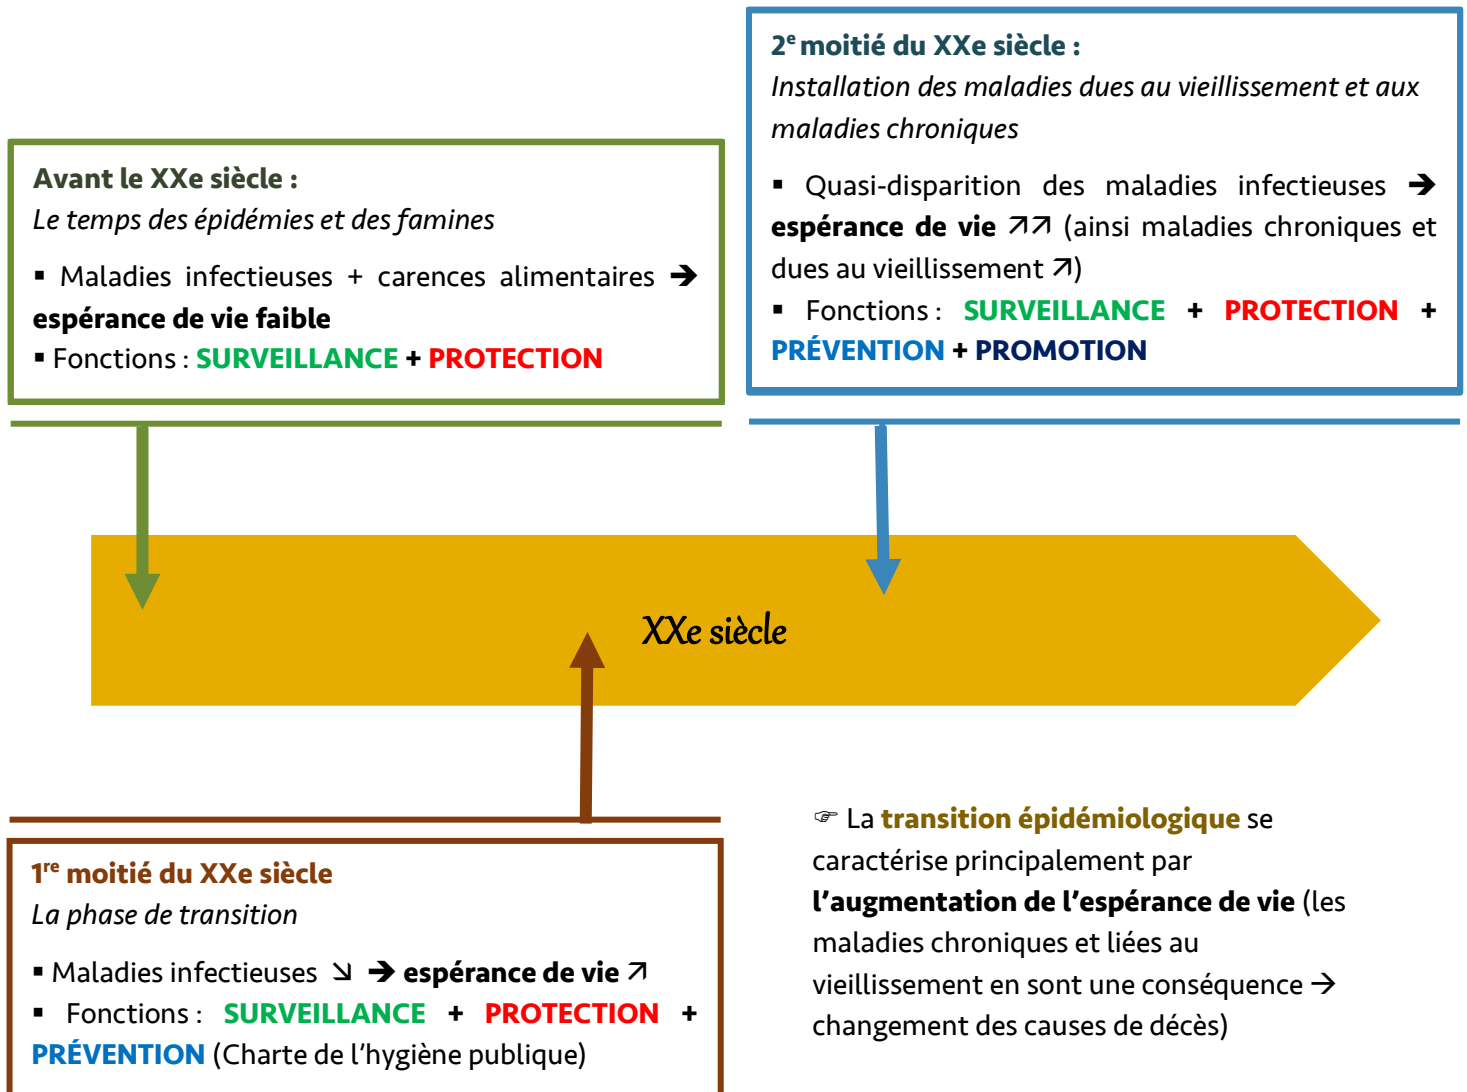 2e moitié du XXe siècle :
Installation des maladies dues au vieillissement et aux
maladies chroniques
▪ Quasi-disparition des maladies infectieuses ➔
espérance de vie ↗↗ (ainsi maladies chroniques et
dues au vieillissement ↗)
▪ Fonctions : SURVEILLANCE + PROTECTION +
PRÉVENTION + PROMOTION
Avant le XXe siècle :
Le temps des épidémies et des famines
▪ Maladies infectieuses + carences alimentaires ➔
espérance de vie faible
▪ Fonctions : SURVEILLANCE + PROTECTION
XXe siècle
1re moitié du XXe siècle
La phase de transition
▪ Maladies infectieuses ↘ ➔ espérance de vie ↗
▪ Fonctions : SURVEILLANCE + PROTECTION +
PRÉVENTION (Charte de l’hygiène publique)
☞ La transition épidémiologique se
caractérise principalement par
l’augmentation de l’espérance de vie (les
maladies chroniques et liées au
vieillissement en sont une conséquence →
changement des causes de décès)